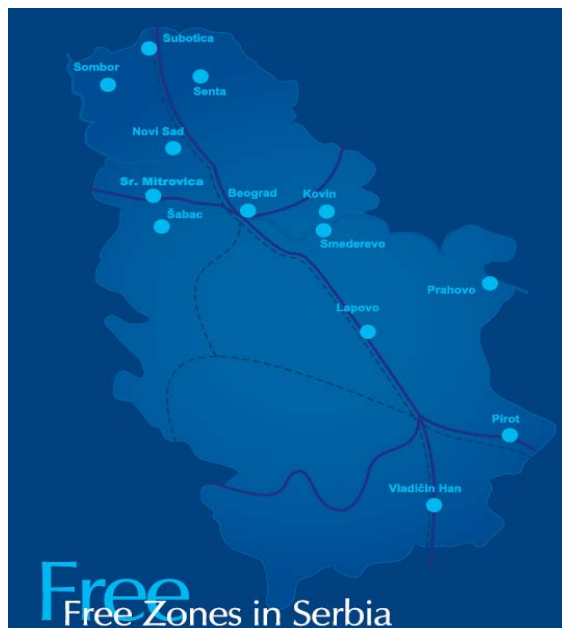 Subotica
Sombor
Senta
Novi Sad
Sr. Mitrovica
Beograd
Kovin
Šabac
Smederevo
Prahovo
Lapovo
Pirot
Vladičin Han
Free
Free Zones in Serbia